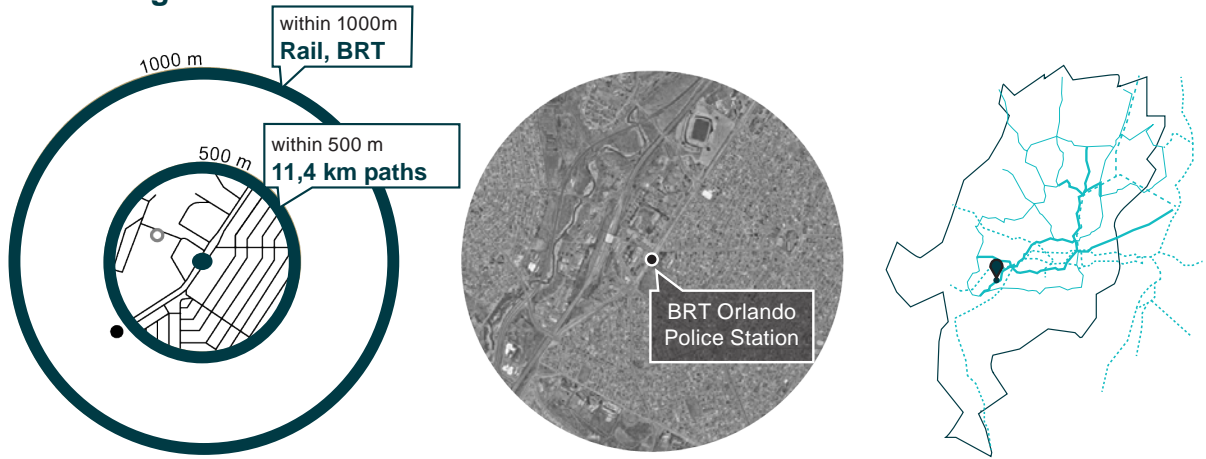 within 1000m
Rail, BRT
1000 m
within 500 m
11,4 km paths
500 m
BRT Orlando
Police Station